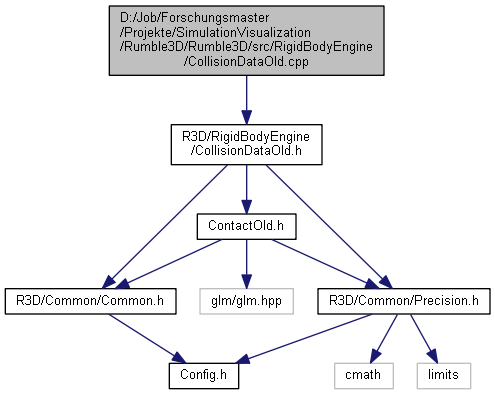 D:/Job/Forschungsmaster
/Projekte/SimulationVisualization
/Rumble3D/Rumble3D/src/RigidBodyEngine
/CollisionDataOld.cpp
R3D/RigidBodyEngine
/CollisionDataOld.h
ContactOld.h
R3D/Common/Common.h
glm/glm.hpp
R3D/Common/Precision.h
Config.h
cmath
limits